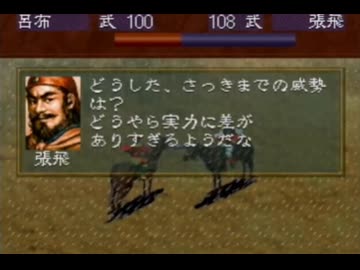 呂布 武 100 108 武 張飛
どうした、さっきまでの威勢
は？
どうやら実力に差が
ありすぎるようだな
張飛